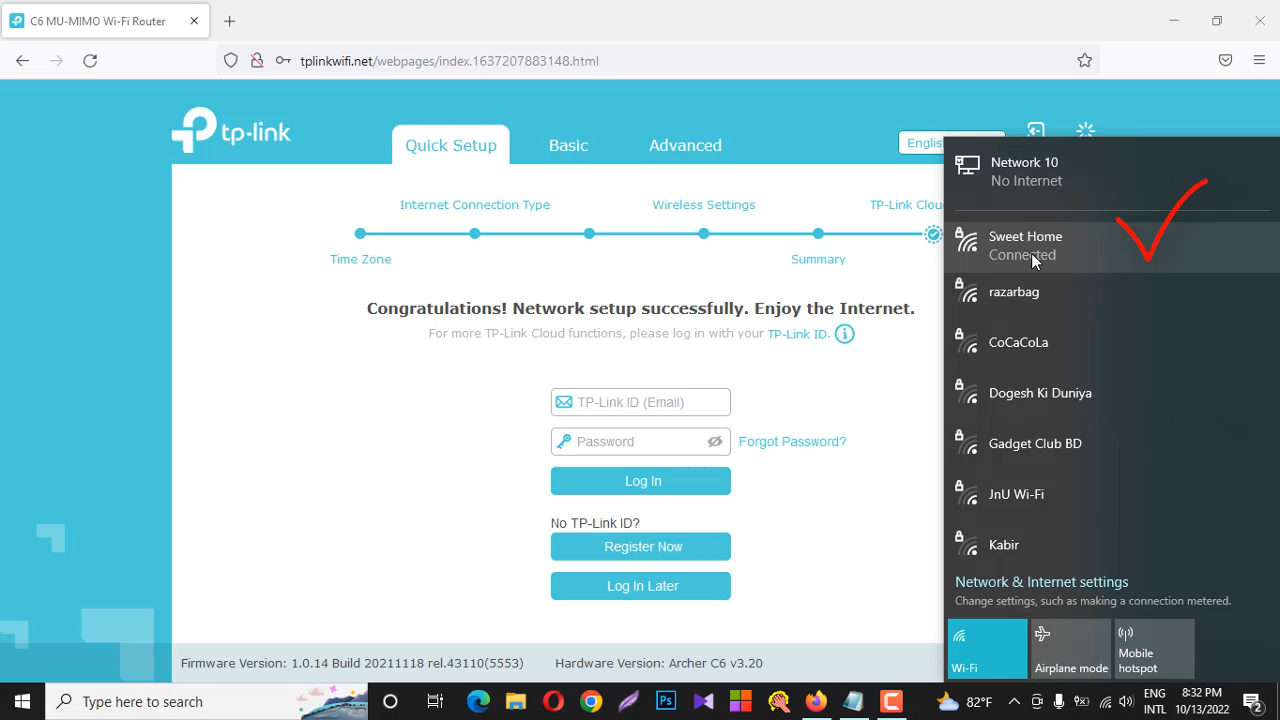 C6 MU-MIMO Wi-Fi Router
tplinkwifi.net/webpages/index.1637207883148.html
tp-link
Quick Setup
Basic
Advanced
Englis
Internet Connection Type
Wireless Settings
TP-Link Clou
Time Zone
Summary
Congratulations! Network setup successfully. Enjoy the Internet.
For more TP-Link Cloud functions, please log in with your TP-Link ID.
TP-Link ID (Email)
Password
Forgot Password?
Log In
No TP-Link ID?
Register Now
Log In Later
Firmware Version: 1.0.14 Build 20211118 rel.43110(5553)
Hardware Version: Archer C6 v3.20
Network 10
No Internet
Sweet Home
Connected
razarbag
CoCaCoLa
Dogesh Ki Duniya
Gadget Club BD
JnU Wi-Fi
Kabir
Network & Internet settings
Change settings, such as making a connection metered.
Wi-Fi
Airplane mode
Mobile
hotspot
Type here to search
Ps
82°F
ENG
INTL
8:32 PM
10/13/2022
2